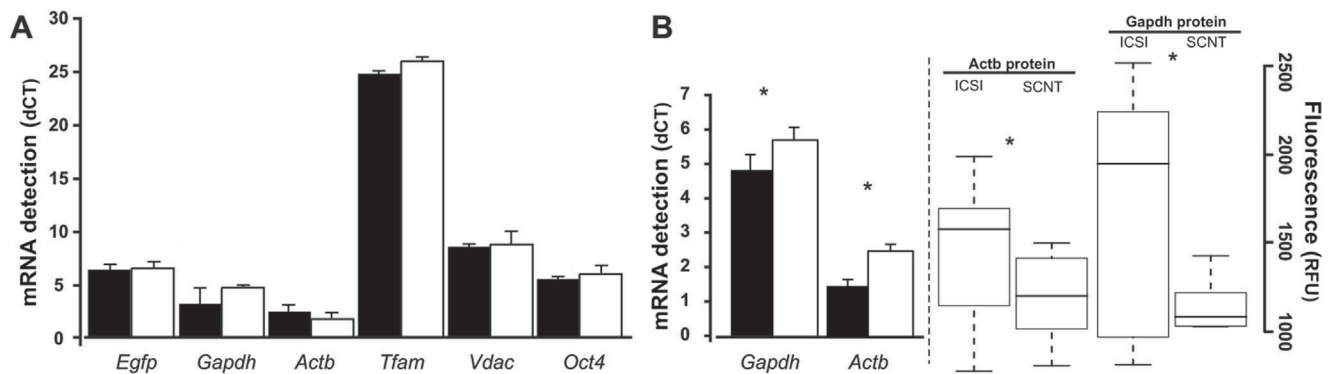 A
mRNA detection (dCT)
30
25
20
15
10
5
0
Egfp Gapdh Actb Tfam Vdac Oct4
B
mRNA detection (dCT)
7
6
5
4
3
2
1
0
*
*
Gapdh Actb
Actb protein
ICSI SCNT
*
Gapdh protein
ICSI SCNT
*
2500
2000
1500
1000
Fluorescence (RFU)